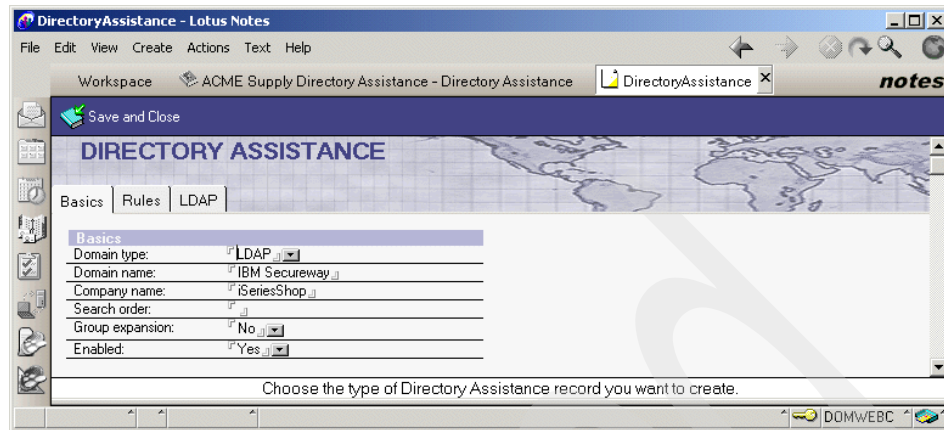 DirectoryAssistance - Lotus Notes
File Edit View Create Actions Text Help
Workspace ACME Supply Directory Assistance - Directory Assistance DirectoryAssistance notes
Save and Close
DIRECTORY ASSISTANCE
Basics Rules LDAP
Basics
Domain type: LDAP
Domain name: IBM Secureway
Company name: iSeriesShop
Search order:
Group expansion: No
Enabled: Yes
Choose the type of Directory Assistance record you want to create.
DOMWEBC